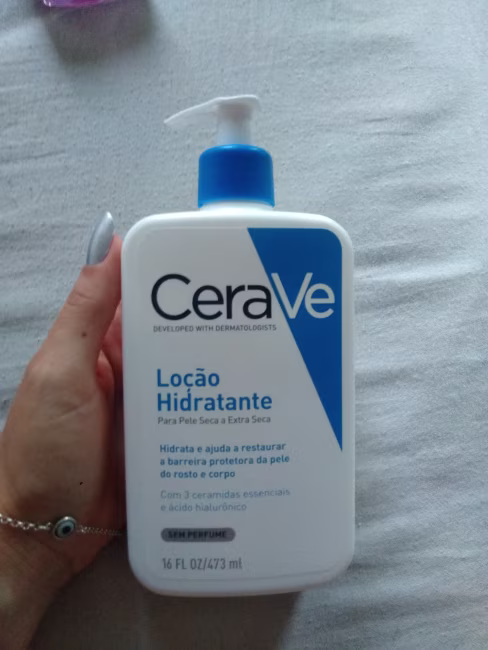 CeraVe
DEVELOPED WITH DERMATOLOGISTS
Loção
Hidratante
Para Pele Seca a Extra Seca
Hidrata e ajuda a restaurar
a barreira protetora da pele
do rosto e corpo
Com 3 ceramidas essenciais
e ácido hialurônico
SEM PERFUME
16 FL OZ/473 ml